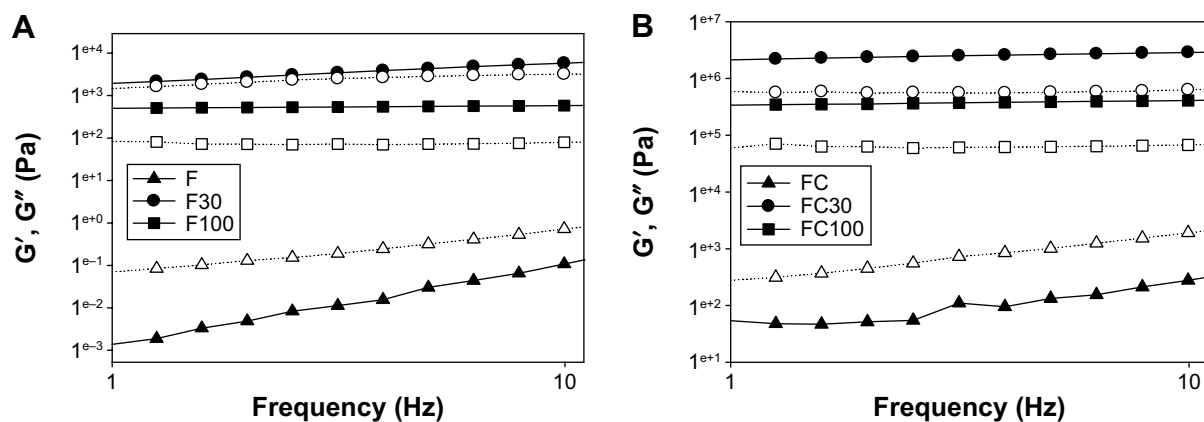 A
1e+4
1e+3
1e+2
1e+1
1e+0
1e–1
1e–2
1e–3
G′, G″ (Pa)
F
F30
F100
1
10
Frequency (Hz)
B
1e+7
1e+6
1e+5
1e+4
1e+3
1e+2
1e+1
G′, G″ (Pa)
FC
FC30
FC100
1
10
Frequency (Hz)